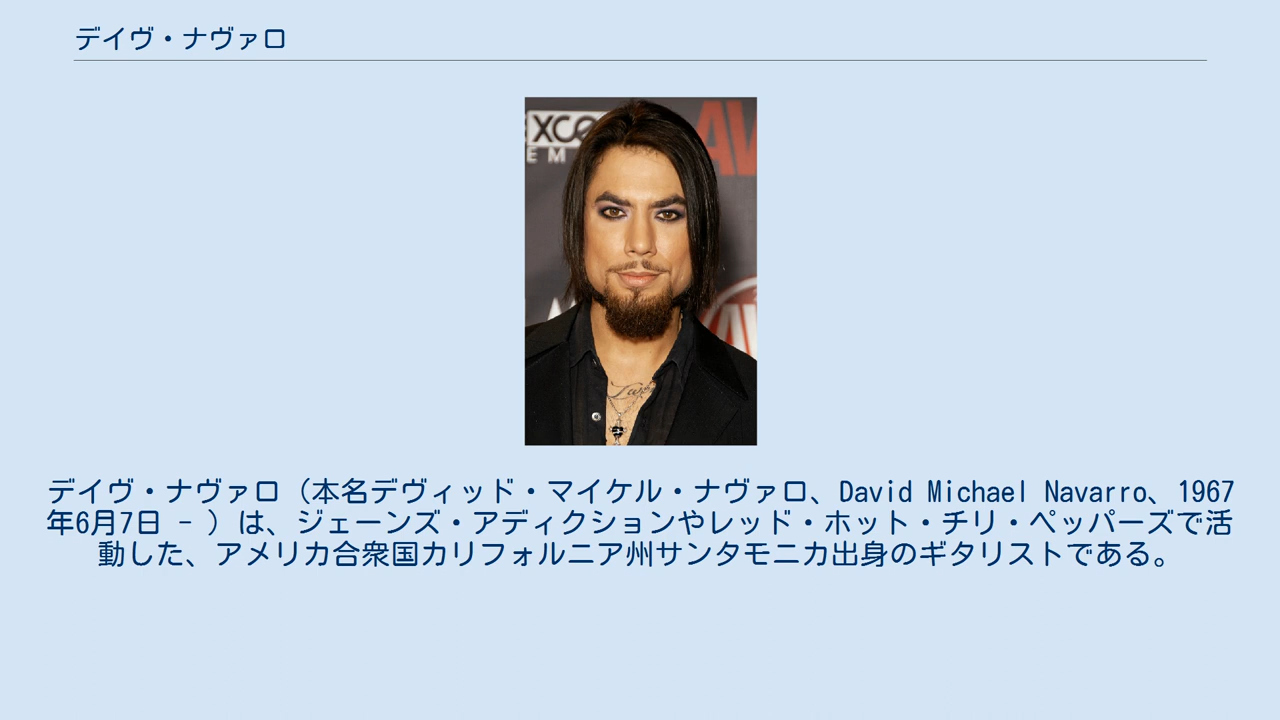 デイヴ・ナヴァロ
XCO
AV
EM
デイヴ・ナヴァロ（本名デヴィッド・マイケル・ナヴァロ、David Michael Navarro、1967
年6月7日 - ）は、ジェーンズ・アディクションやレッド・ホット・チリ・ペッパーズで活
動した、アメリカ合衆国カリフォルニア州サンタモニカ出身のギタリストである。